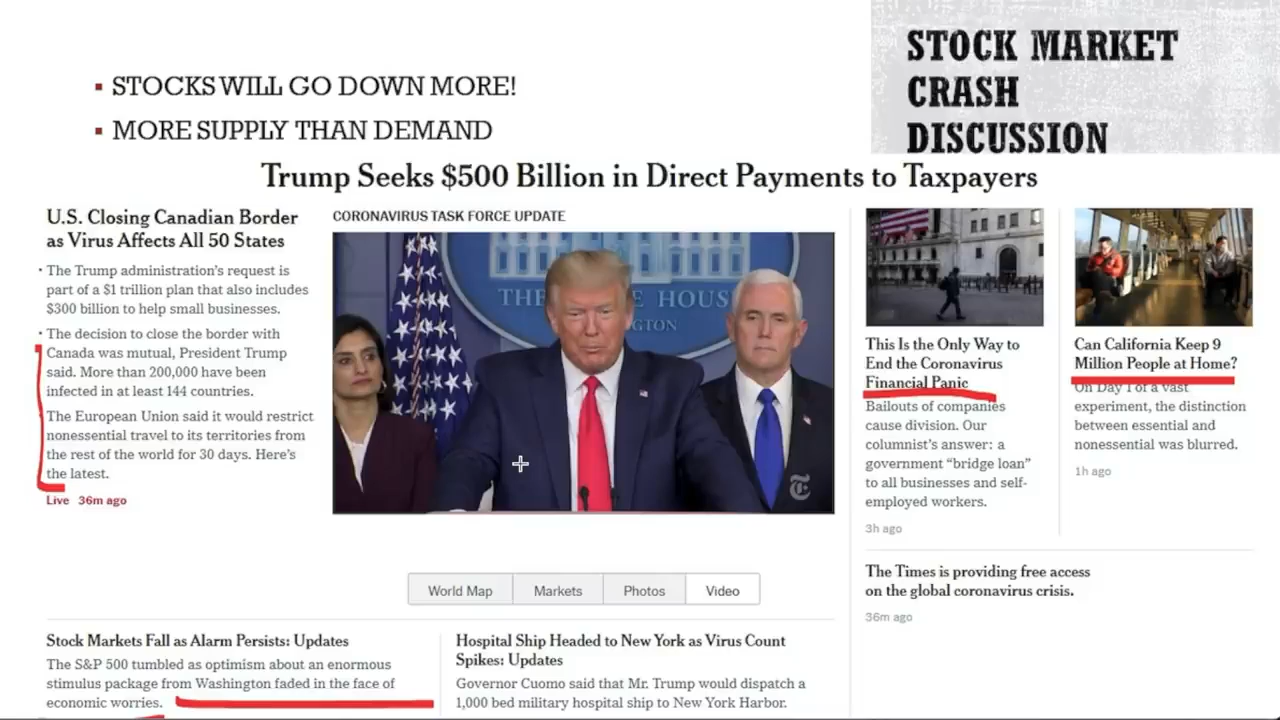 STOCK MARKET
CRASH
DISCUSSION
▪ STOCKS WILL GO DOWN MORE!
▪ MORE SUPPLY THAN DEMAND
Trump Seeks $500 Billion in Direct Payments to Taxpayers
U.S. Closing Canadian Border
as Virus Affects All 50 States
• The Trump administration's request is
part of a $1 trillion plan that also includes
$300 billion to help small businesses.
• The decision to close the border with
Canada was mutual, President Trump
said. More than 200,000 have been
infected in at least 144 countries.
The European Union said it would restrict
nonessential travel to its territories from
the rest of the world for 30 days. Here's
the latest.
Live 36m ago
CORONAVIRUS TASK FORCE UPDATE
THE HOUS
GTON
World Map
Markets
Photos
Video
This Is the Only Way to
End the Coronavirus
Financial Panic
Bailouts of companies
cause division. Our
columnist's answer: a
government “bridge loan”
to all businesses and self-
employed workers.
3h ago
Can California Keep 9
Million People at Home?
On Day 1 of a vast
experiment, the distinction
between essential and
nonessential was blurred.
1h ago
The Times is providing free access
on the global coronavirus crisis.
36m ago
Stock Markets Fall as Alarm Persists: Updates
The S&P 500 tumbled as optimism about an enormous
stimulus package from Washington faded in the face of
economic worries.
Hospital Ship Headed to New York as Virus Count
Spikes: Updates
Governor Cuomo said that Mr. Trump would dispatch a
1,000 bed military hospital ship to New York Harbor.